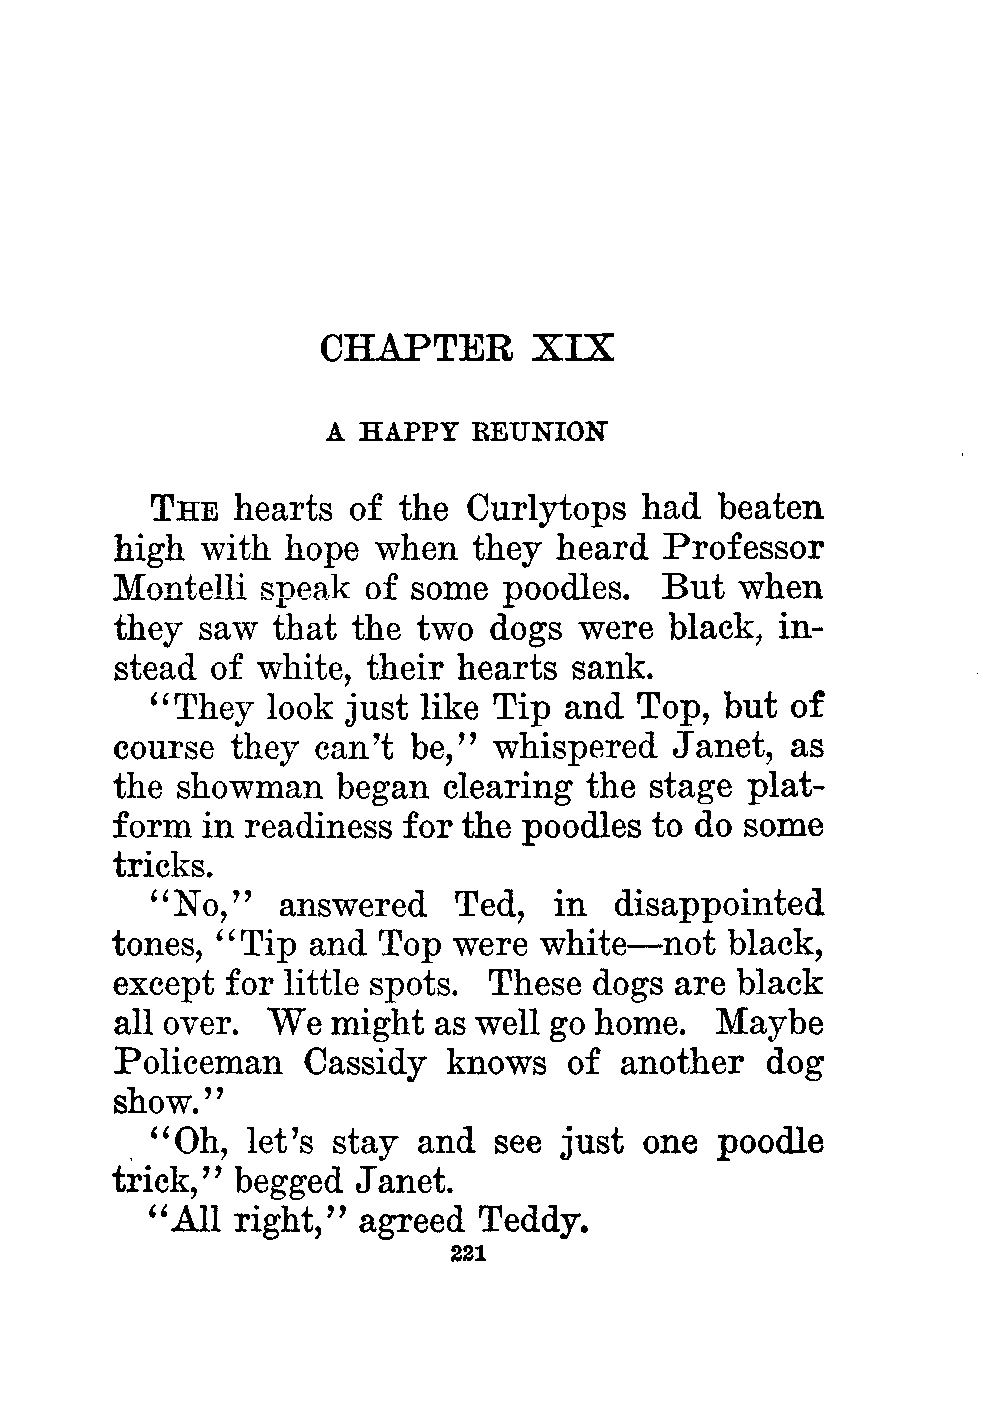 CHAPTER XIX
A HAPPY REUNION
THE hearts of the Curlytops had beaten
high with hope when they heard Professor
Montelli speak of some poodles. But when
they saw that the two dogs were black, in-
stead of white, their hearts sank.
“They look just like Tip and Top, but of
course they can’t be,” whispered Janet, as
the showman began clearing the stage plat-
form in readiness for the poodles to do some
tricks.
“No,” answered Ted, in disappointed
tones, “Tip and Top were white—not black,
except for little spots. These dogs are black
all over. We might as well go home. Maybe
Policeman Cassidy knows of another dog
show.”
“Oh, let’s stay and see just one poodle
trick,” begged Janet.
“All right,” agreed Teddy.
221